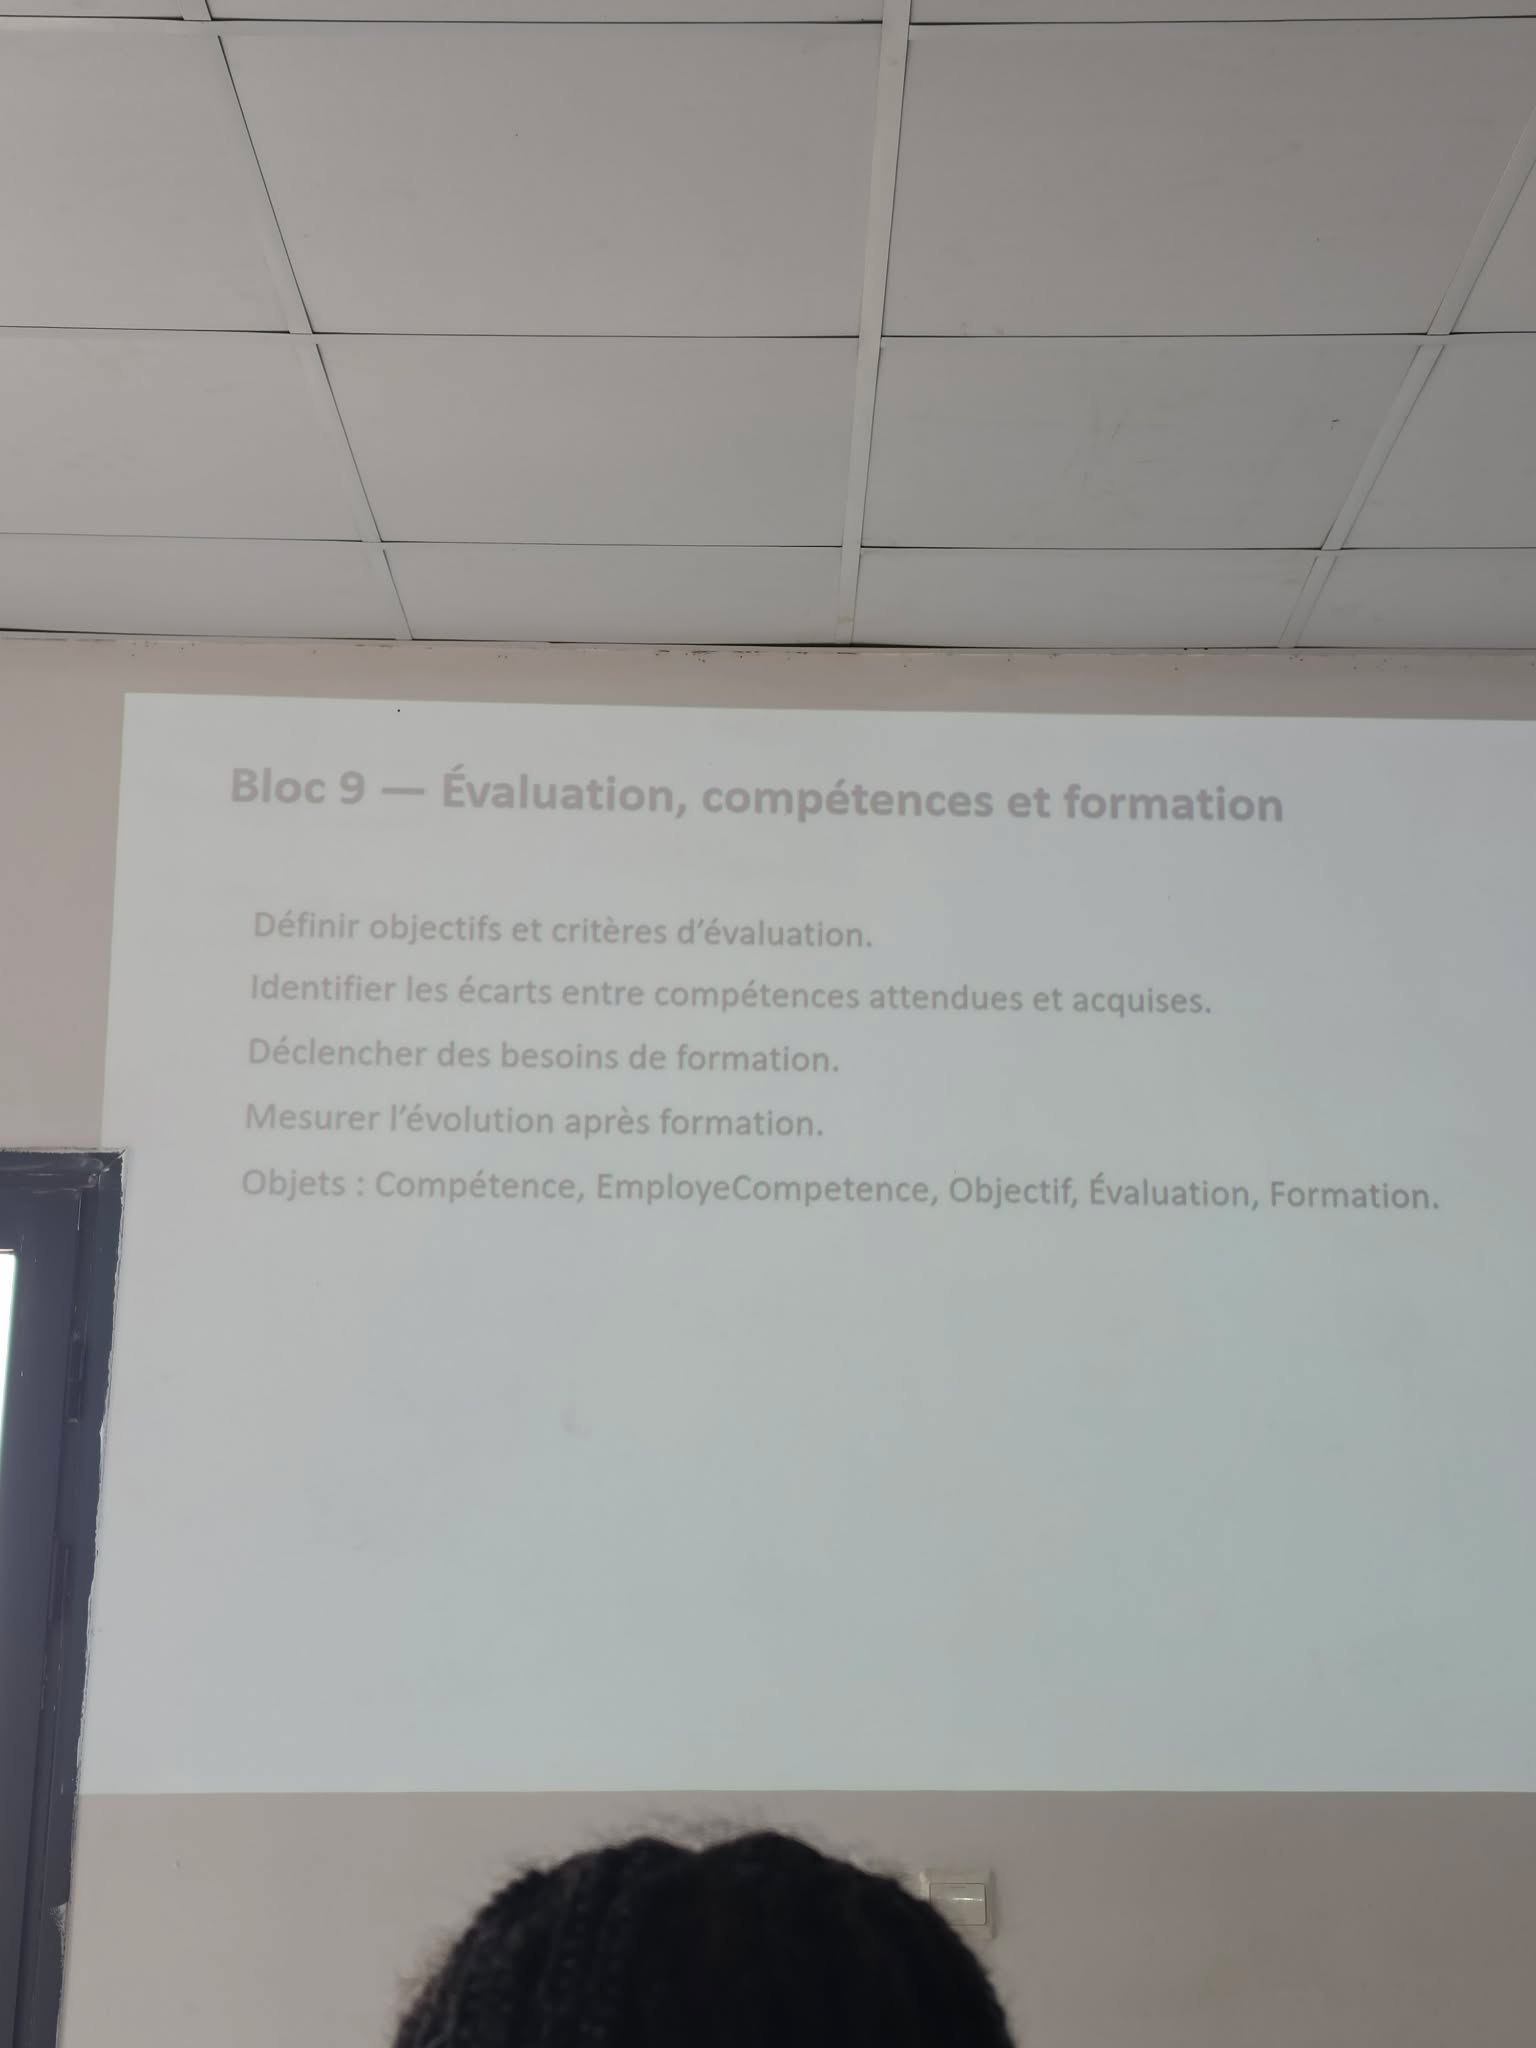 Bloc 9 — Évaluation, compétences et formation
Définir objectifs et critères d’évaluation.
Identifier les écarts entre compétences attendues et acquises.
Déclencher des besoins de formation.
Mesurer l’évolution après formation.
Objets : Compétence, EmployeCompetence, Objectif, Évaluation, Formation.